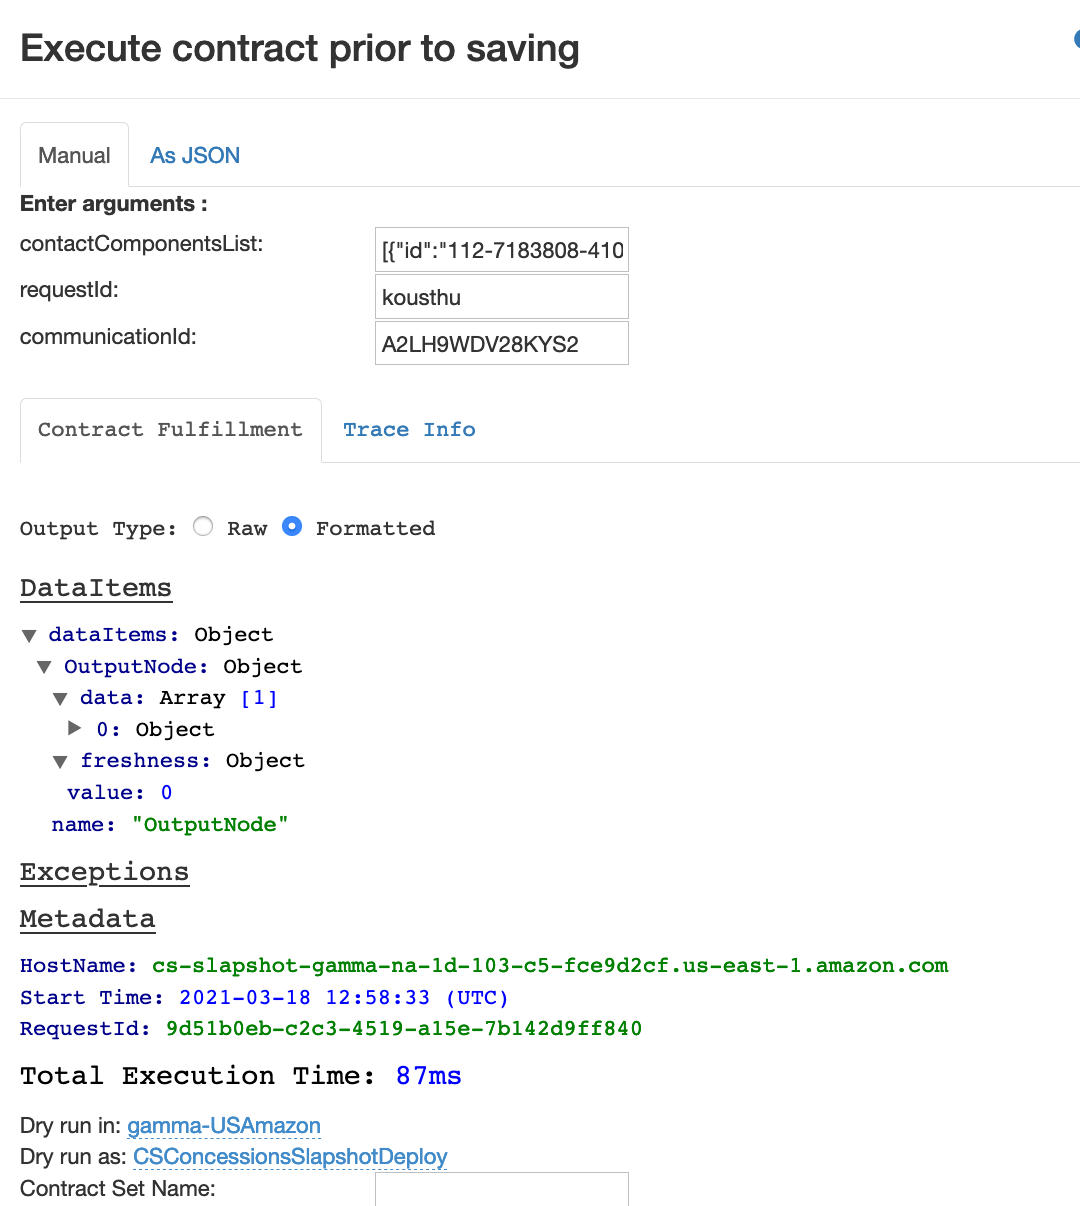 Execute contract prior to saving
Manual As JSON
Enter arguments :
contactComponentsList: [{"id":"112-7183808-410
requestId: kousthu
communicationId: A2LH9WDV28KYS2
Contract Fulfillment Trace Info
Output Type: Raw Formatted
DataItems
dataItems: Object
OutputNode: Object
data: Array [1]
0: Object
freshness: Object
value: 0
name: "OutputNode"
Exceptions
Metadata
HostName: cs-slapshot-gamma-na-1d-103-c5-fce9d2cf.us-east-1.amazon.com
Start Time: 2021-03-18 12:58:33 (UTC)
RequestId: 9d51b0eb-c2c3-4519-a15e-7b142d9ff840
Total Execution Time: 87ms
Dry run in: gamma-USAmazon
Dry run as: CSConcessionsSlapshotDeploy
Contract Set Name: